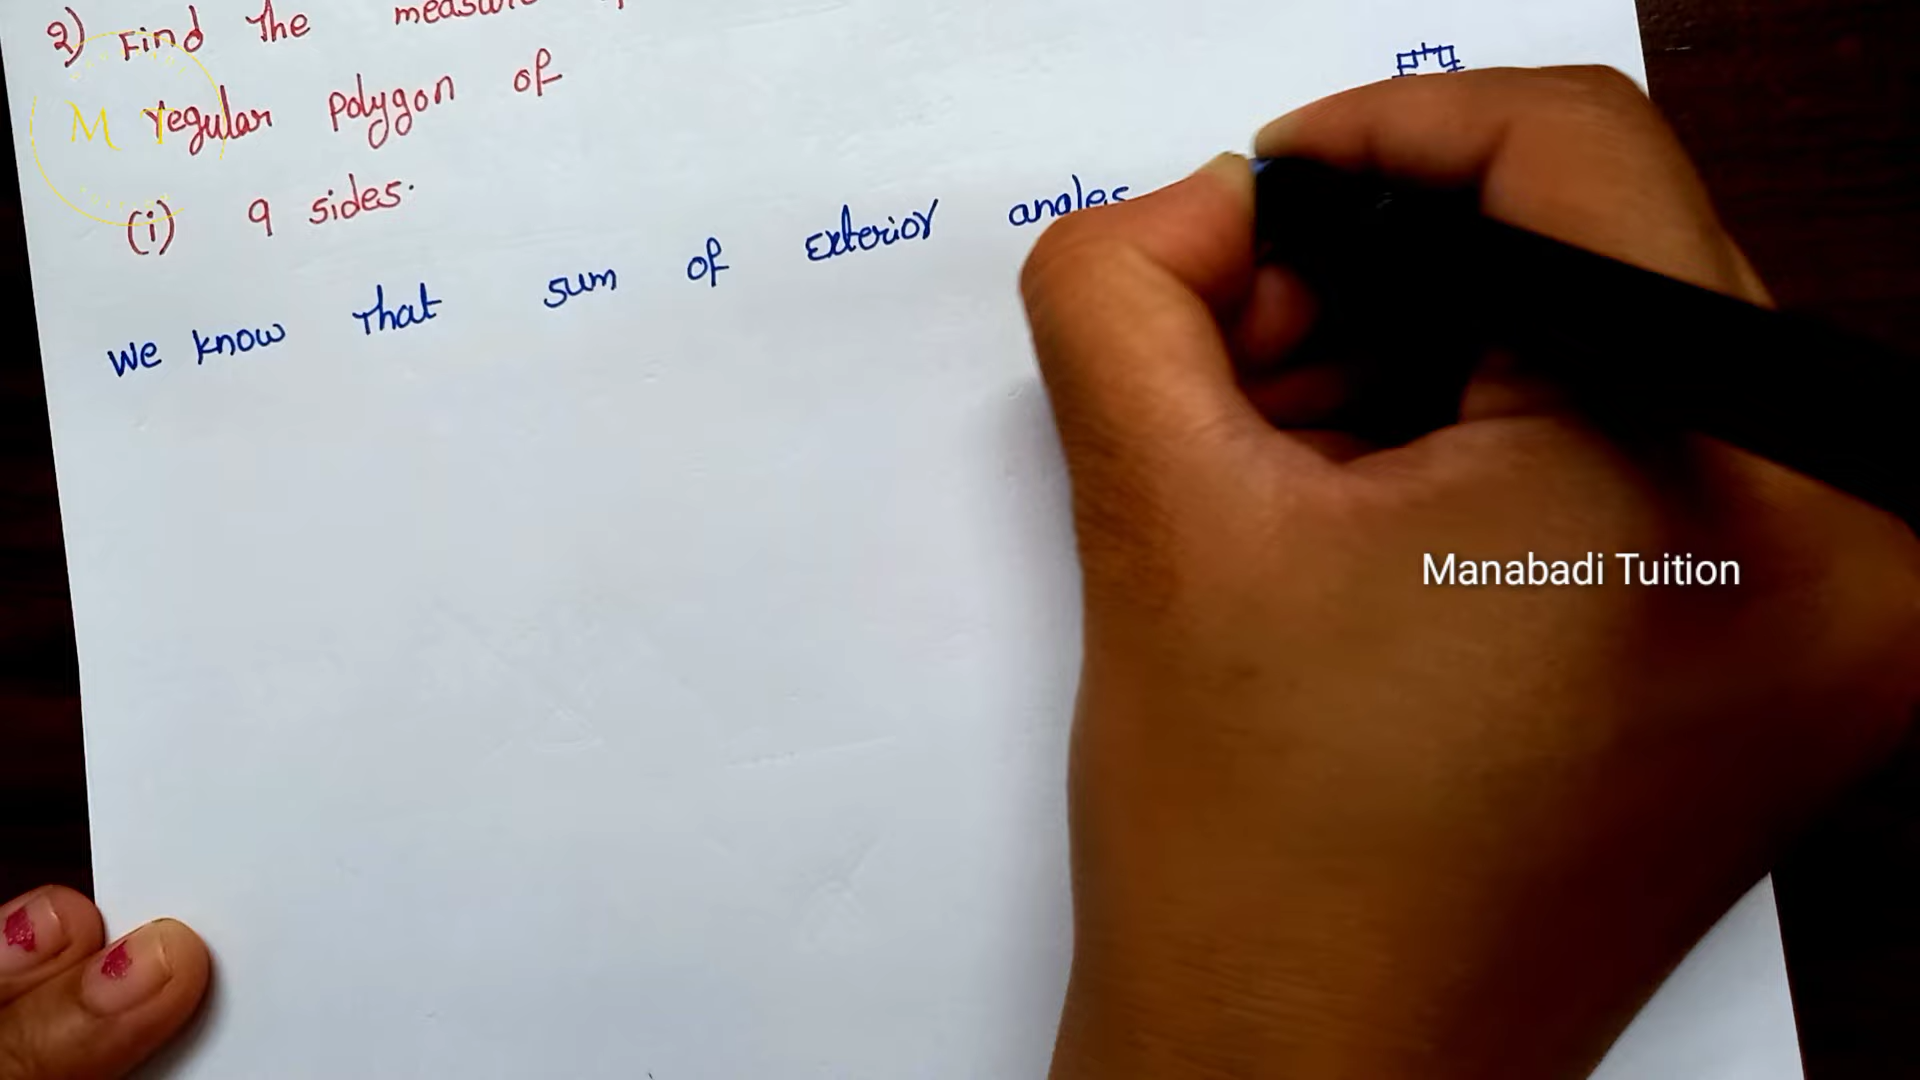 2) Find the
M regular polygon of
(i) 9 sides.
We know that sum of exterior angles
Manabadi Tuition